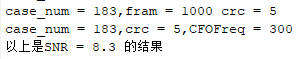 case_num = 183,fram = 1000 crc = 5
case_num = 183,crc = 5,CFOFreq = 300
以上是SNR = 8.3 的结果